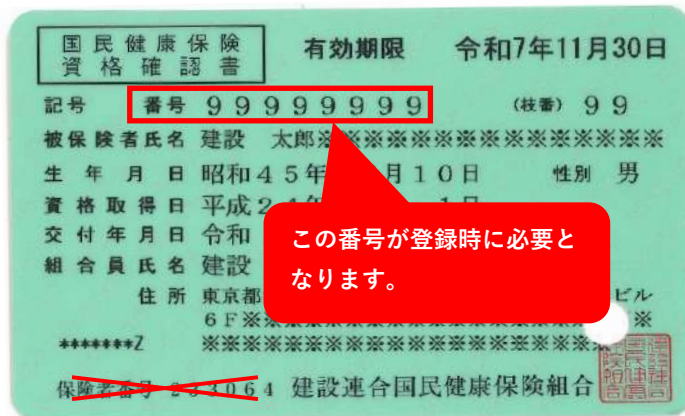 国民健康保険
資格確認書
有効期限 令和7年11月30日
記号 番号 99999999 (枝番) 99
被保険者氏名 建設 太郎※※※※※※※※※※※※※※※
生年月日 昭和45年 月10日 性別 男
資格取得日 平成2
交付年月日 令和
組合員氏名 建設
この番号が登録時に必要と
なります。
住所 東京都 ビル
6F※※※※※※※※※※※※※※※※※
*******Z ※※※※※※※※※※※※※※※※※※
保険者番号 233064 建設連合国民健康保険組合